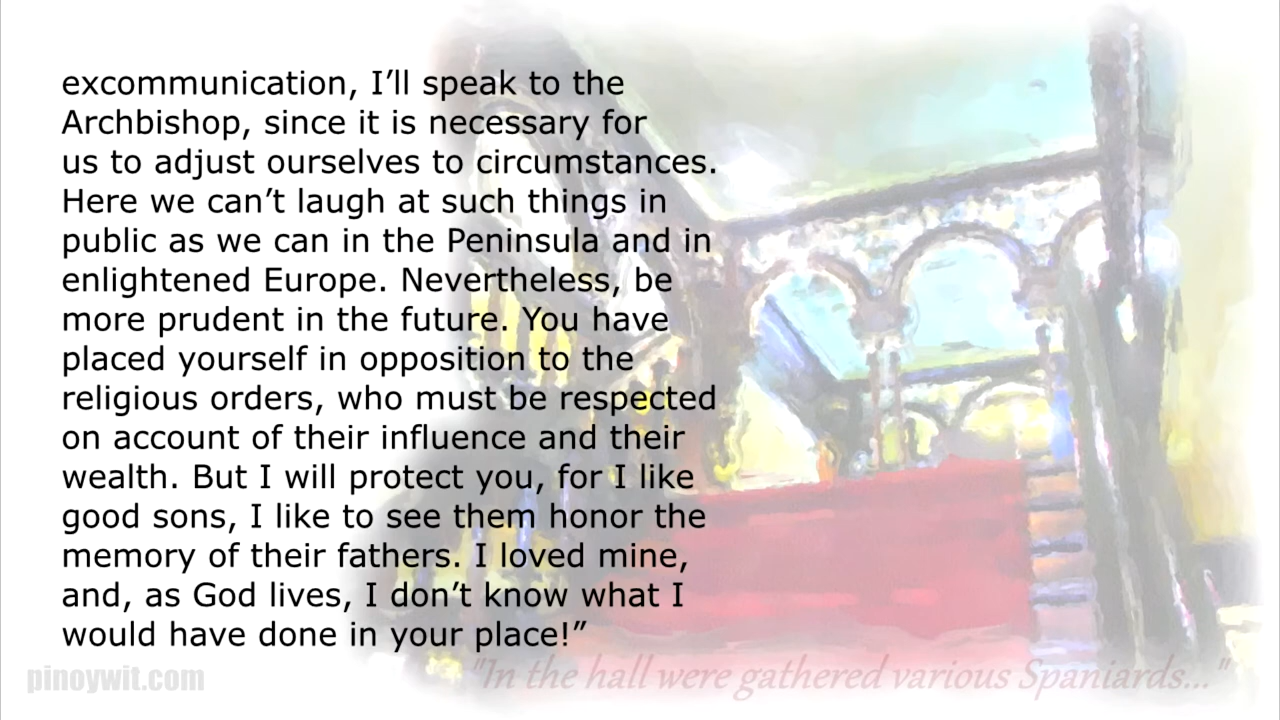 excommunication, I’ll speak to the
Archbishop, since it is necessary for
us to adjust ourselves to circumstances.
Here we can’t laugh at such things in
public as we can in the Peninsula and in
enlightened Europe. Nevertheless, be
more prudent in the future. You have
placed yourself in opposition to the
religious orders, who must be respected
on account of their influence and their
wealth. But I will protect you, for I like
good sons, I like to see them honor the
memory of their fathers. I loved mine,
and, as God lives, I don’t know what I
would have done in your place!”
pinoywit.com
"In the hall were gathered various Spaniards..."